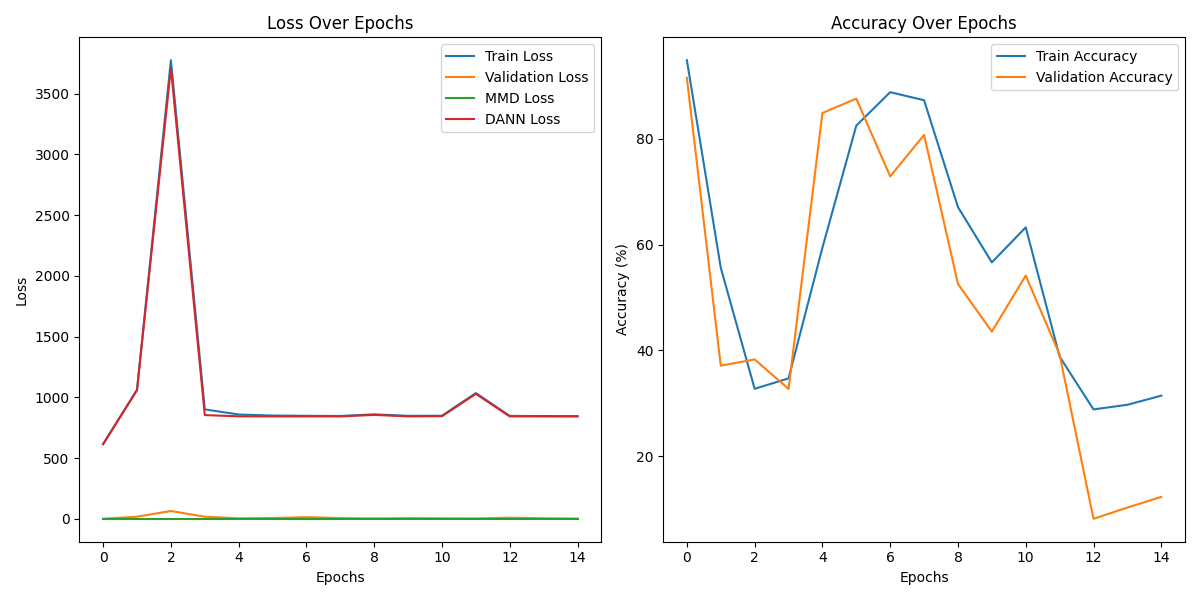 Loss Over Epochs
Train Loss
Validation Loss
MMD Loss
DANN Loss
3500
3000
2500
2000
1500
1000
500
0
Loss
0 2 4 6 8 10 12 14
Epochs
Accuracy Over Epochs
Train Accuracy
Validation Accuracy
80
60
40
20
Accuracy (%)
0 2 4 6 8 10 12 14
Epochs